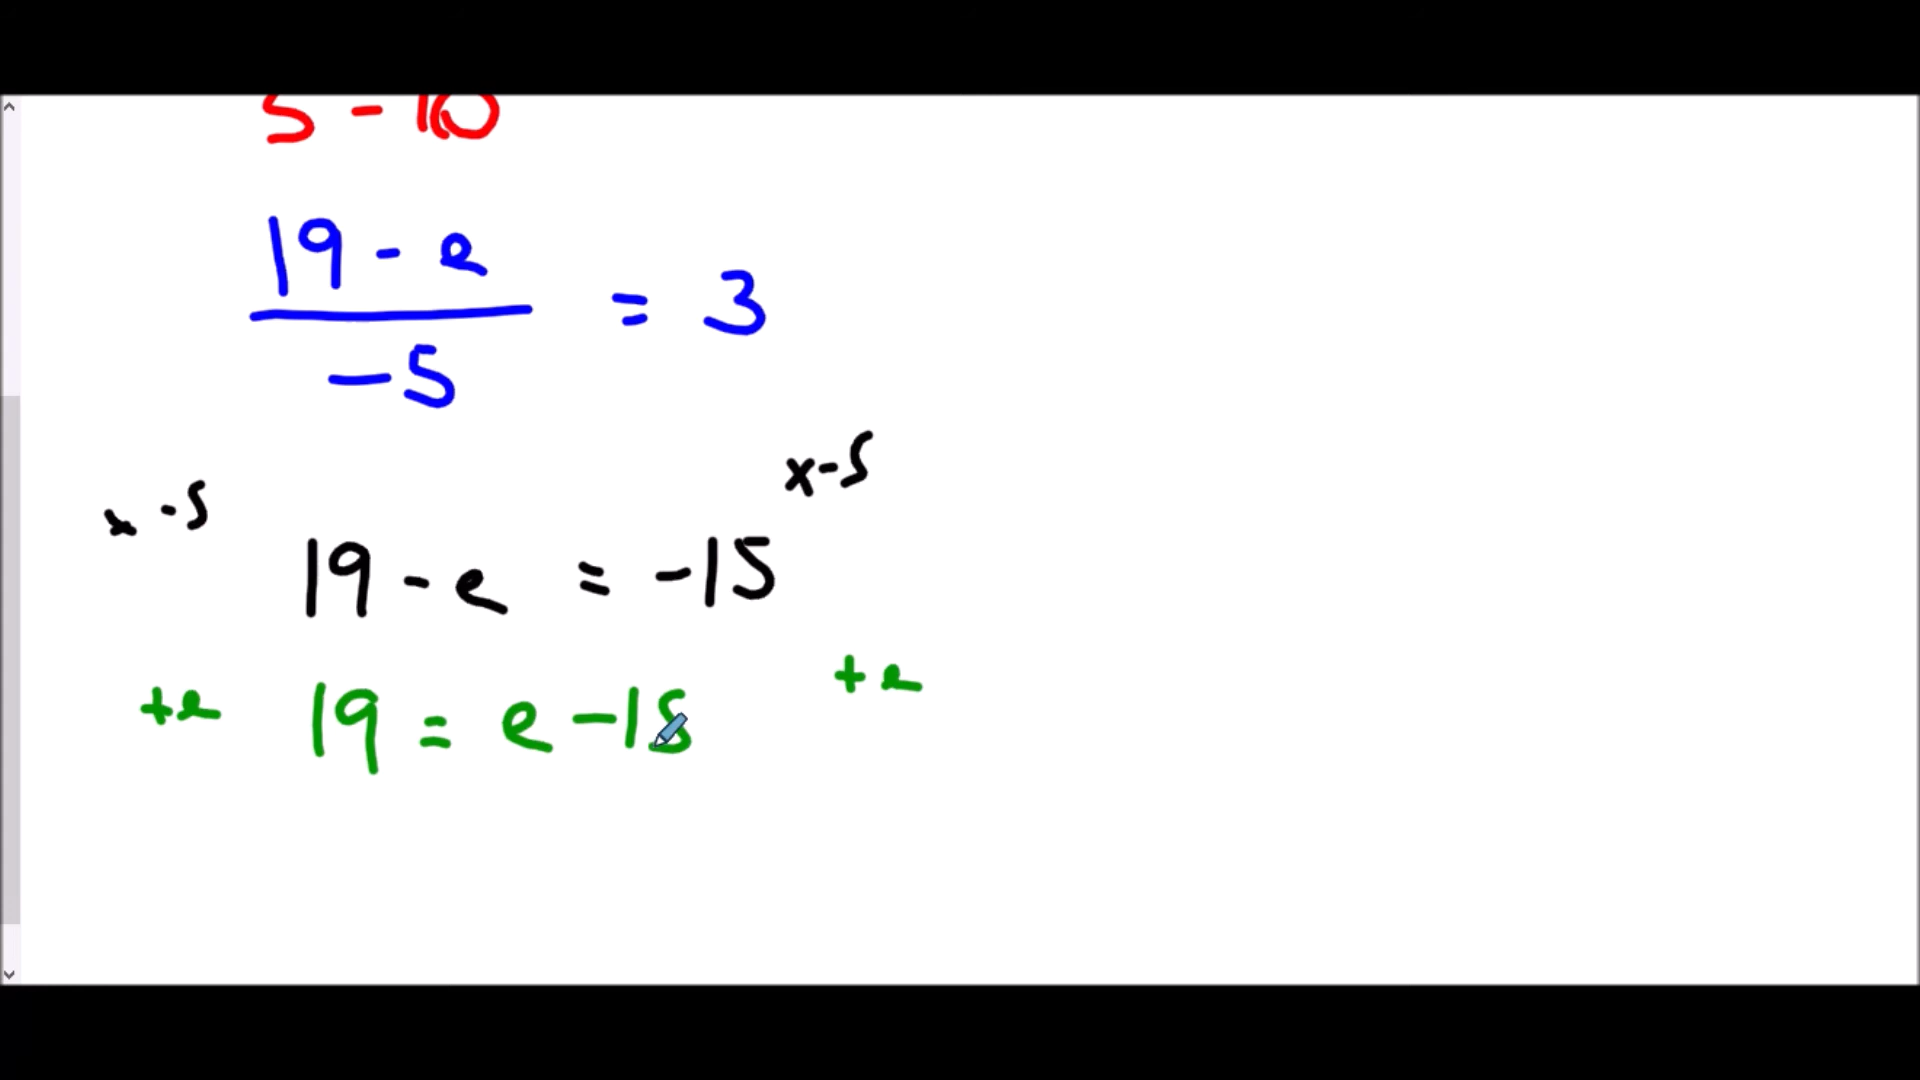 5 - 10
19 - e
= 3
-5
x -5 x-5
19 - e = -15
+e 19 = e -15 +e